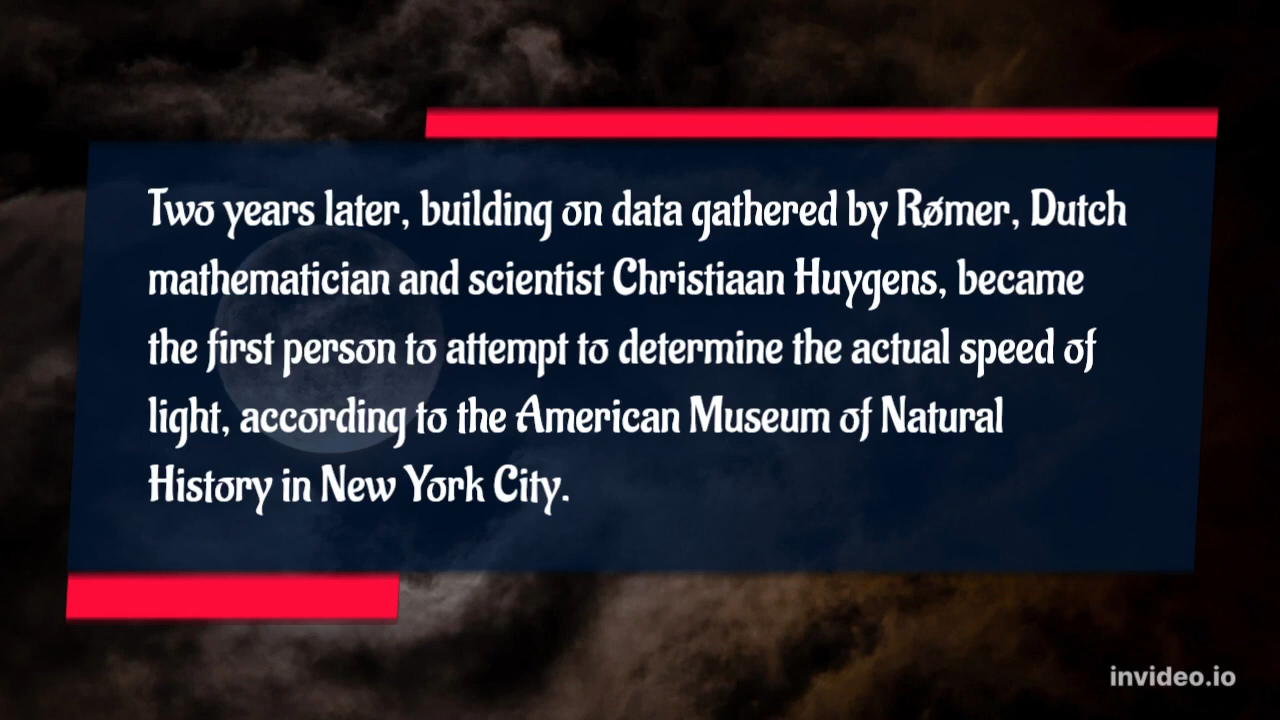 Two years later, building on data gathered by Rømer, Dutch
mathematician and scientist Christiaan Huygens, became
the first person to attempt to determine the actual speed of
light, according to the American Museum of Natural
History in New York City.
invideo.io